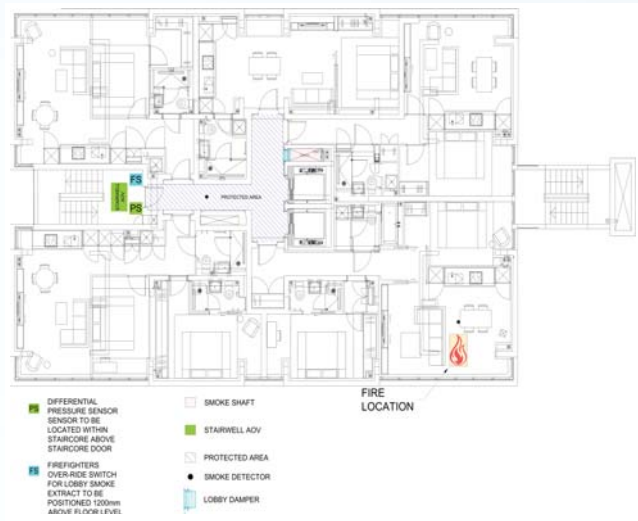 FS
STAIRWELL
AOV
PS
PROTECTED AREA
FIRE
LOCATION
PS
DIFFERENTIAL
PRESSURE SENSOR
SENSOR TO BE
LOCATED WITHIN
STAIRCORE ABOVE
STAIRCORE DOOR
FS
FIREFIGHTERS
OVER-RIDE SWITCH
FOR LOBBY SMOKE
EXTRACT TO BE
POSITIONED 1200mm
ABOVE FLOOR LEVEL
SMOKE SHAFT
STAIRWELL AOV
PROTECTED AREA
SMOKE DETECTOR
LOBBY DAMPER